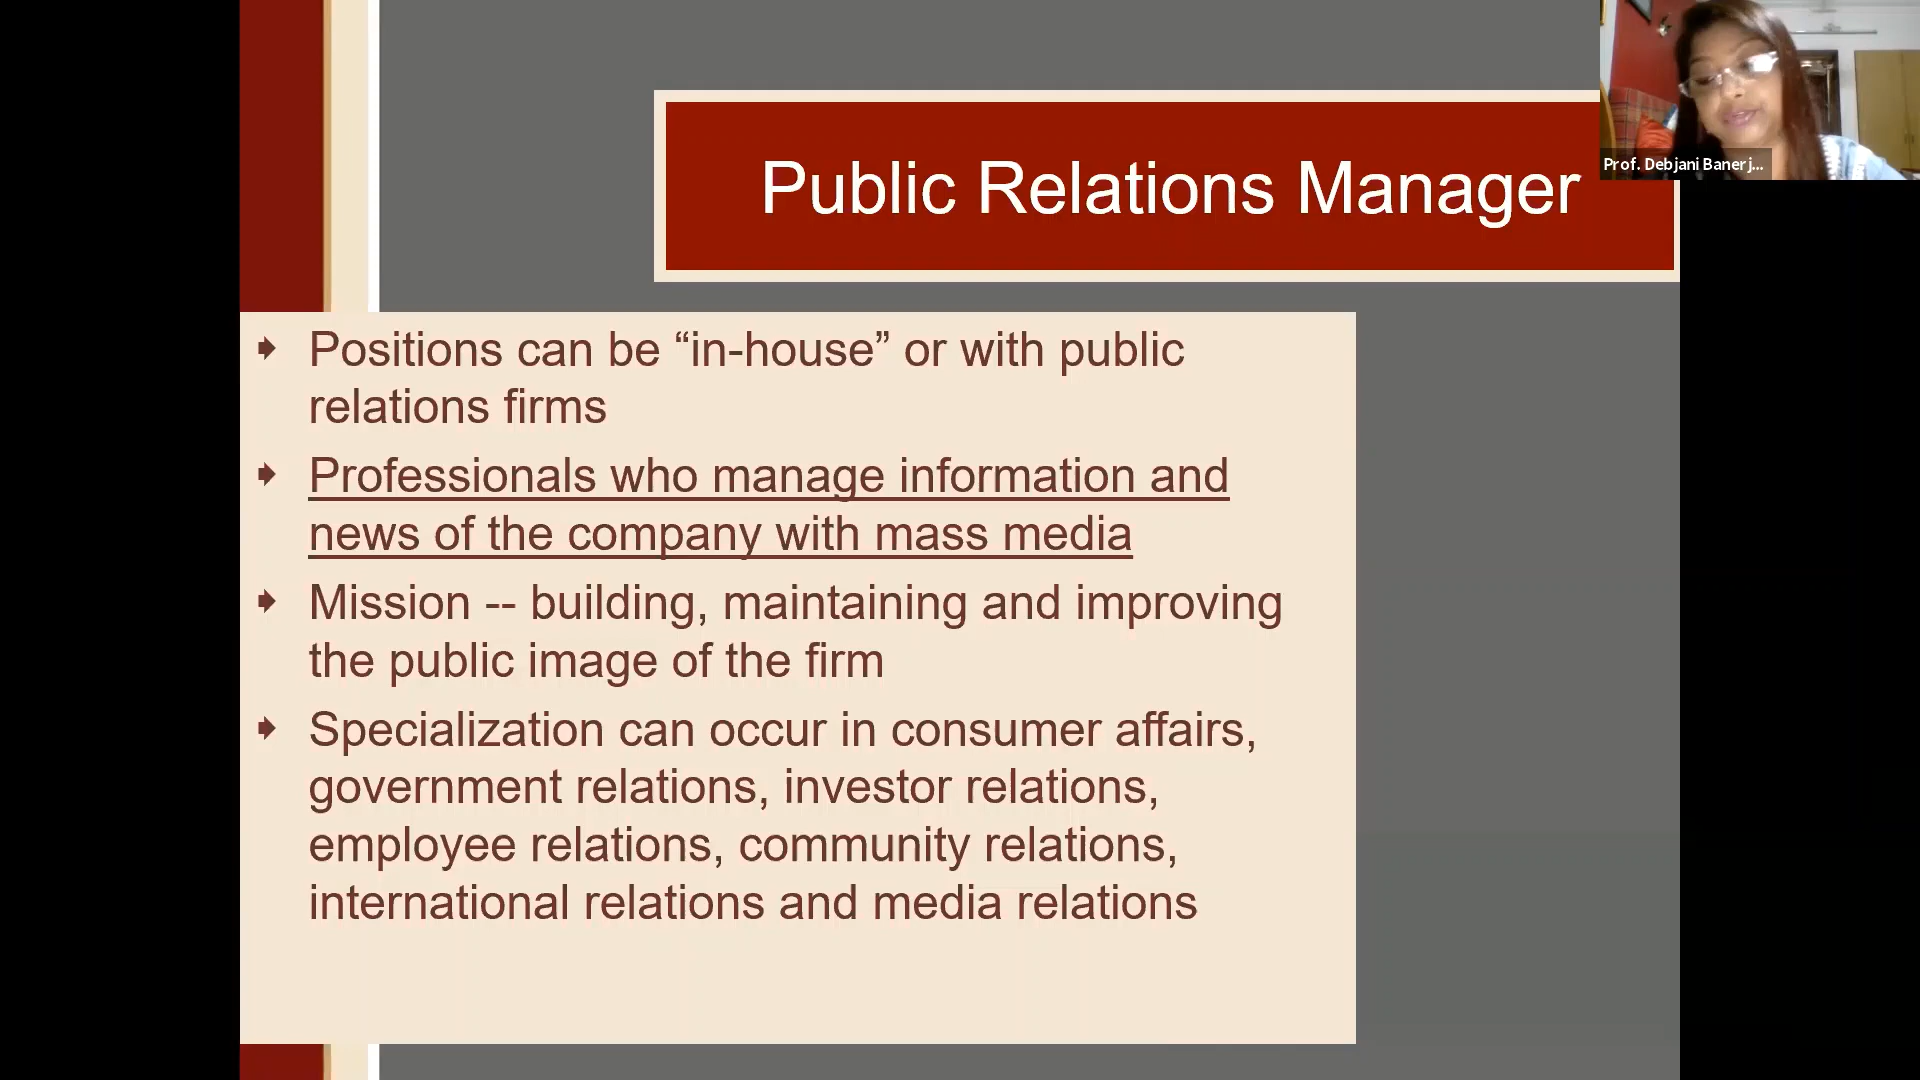 Public Relations Manager
Prof. Debjani Banerj...
Positions can be “in-house” or with public
relations firms
Professionals who manage information and
news of the company with mass media
Mission -- building, maintaining and improving
the public image of the firm
Specialization can occur in consumer affairs,
government relations, investor relations,
employee relations, community relations,
international relations and media relations